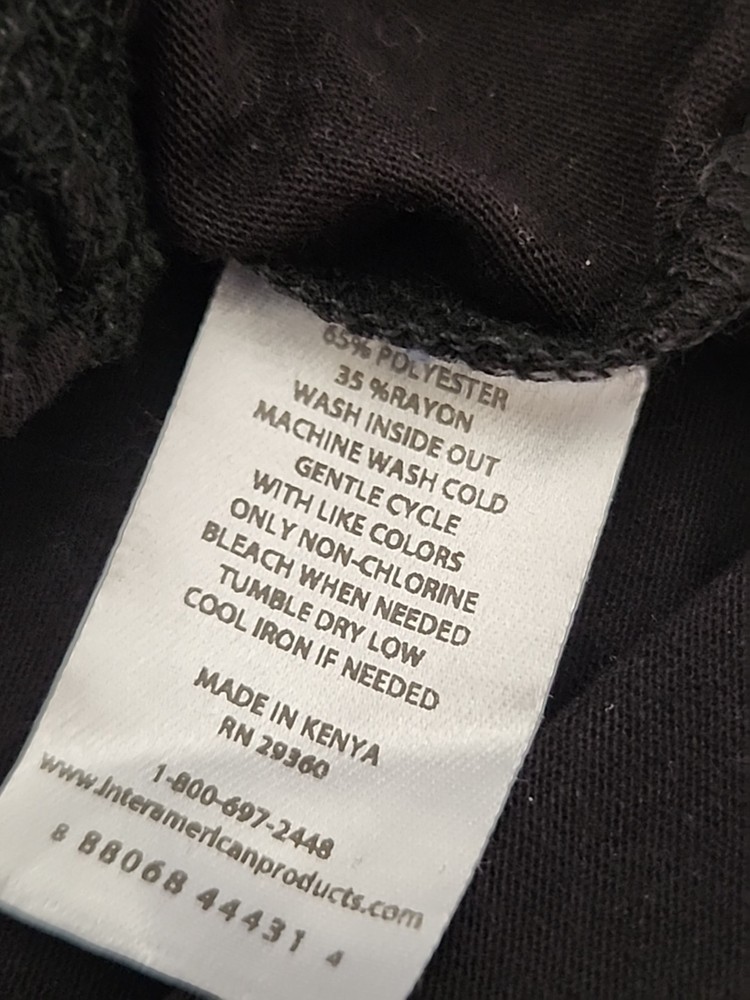 65% POLYESTER
35 %RAYON
WASH INSIDE OUT
MACHINE WASH COLD
GENTLE CYCLE
WITH LIKE COLORS
ONLY NON-CHLORINE
BLEACH WHEN NEEDED
TUMBLE DRY LOW
COOL IRON IF NEEDED
MADE IN KENYA
RN 29360
1-800-697-2448
www.interamericanproducts.com
8 88068 44431 4